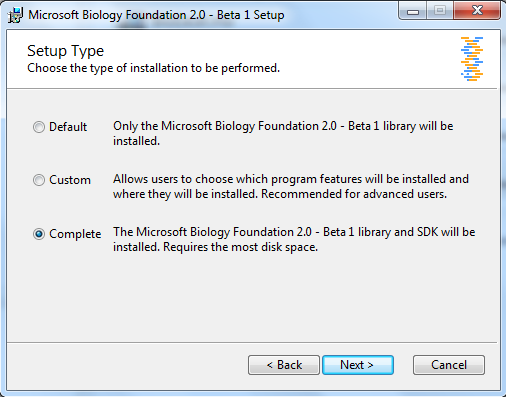 Microsoft Biology Foundation 2.0 - Beta 1 Setup
Setup Type
Choose the type of installation to be performed.
Default
Only the Microsoft Biology Foundation 2.0 - Beta 1 library will be
installed.
Custom
Allows users to choose which program features will be installed and
where they will be installed. Recommended for advanced users.
Complete
The Microsoft Biology Foundation 2.0 - Beta 1 library and SDK will be
installed. Requires the most disk space.
< Back
Next >
Cancel